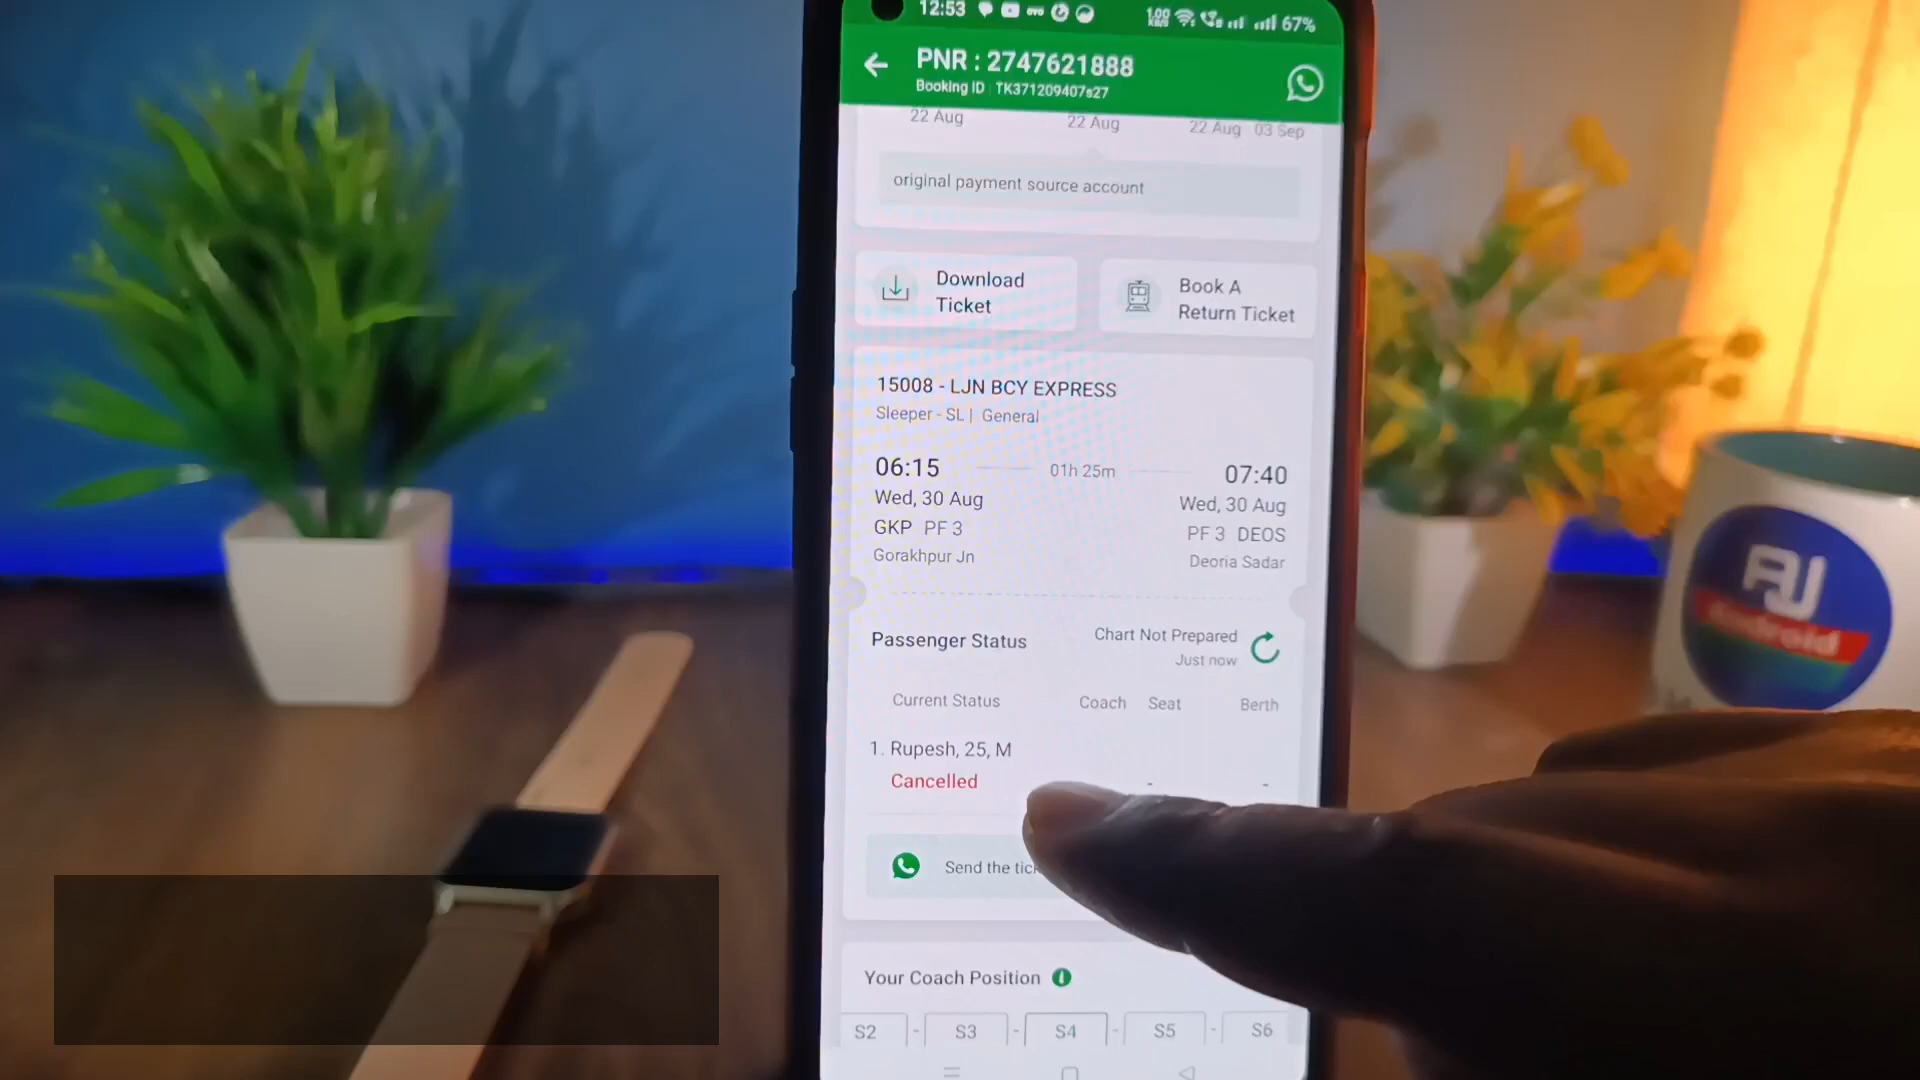 12:53
67%
PNR : 2747621888
Booking ID TK371209407s27
22 Aug 22 Aug 22 Aug 03 Sep
original payment source account
Download
Ticket
Book A
Return Ticket
15008 - LJN BCY EXPRESS
Sleeper - SL | General
06:15 01h 25m 07:40
Wed, 30 Aug Wed, 30 Aug
GKP PF 3 PF 3 DEOS
Gorakhpur Jn Deoria Sadar
Passenger Status Chart Not Prepared
Just now
Current Status Coach Seat Berth
1. Rupesh, 25, M
Cancelled - -
Send the
Your Coach Position
S2 - S3 - S4 - S5 - S6
AJ
Android